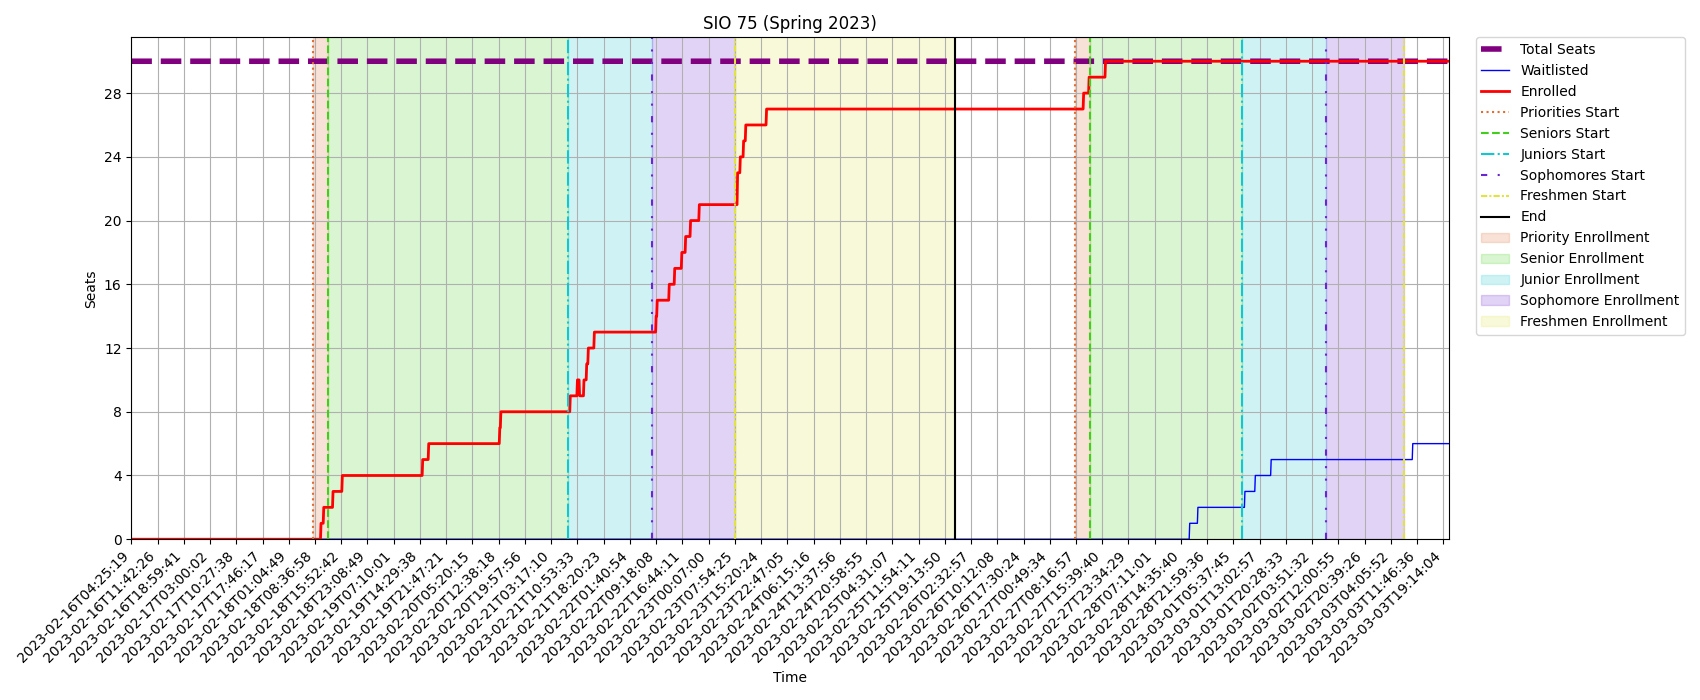 SIO 75 (Spring 2023)
Seats
28
24
20
16
12
8
4
0
2023-02-16T04:25:19
2023-02-16T11:42:26
2023-02-16T18:59:41
2023-02-17T03:00:02
2023-02-17T10:27:38
2023-02-17T17:46:17
2023-02-18T01:04:49
2023-02-18T08:36:58
2023-02-18T15:52:42
2023-02-18T23:08:49
2023-02-19T07:10:01
2023-02-19T14:29:38
2023-02-19T21:47:21
2023-02-20T05:20:15
2023-02-20T12:38:18
2023-02-20T19:57:56
2023-02-21T03:17:10
2023-02-21T10:53:33
2023-02-21T18:20:23
2023-02-22T01:40:54
2023-02-22T09:18:08
2023-02-22T16:44:11
2023-02-23T00:07:00
2023-02-23T07:54:25
2023-02-23T15:20:24
2023-02-23T22:47:05
2023-02-24T06:15:16
2023-02-24T13:37:56
2023-02-24T20:58:55
2023-02-25T04:31:07
2023-02-25T11:54:11
2023-02-25T19:13:50
2023-02-26T02:32:57
2023-02-26T10:12:08
2023-02-26T17:30:24
2023-02-27T00:49:34
2023-02-27T08:16:57
2023-02-27T15:39:40
2023-02-27T23:34:29
2023-02-28T07:11:01
2023-02-28T14:35:40
2023-02-28T21:59:36
2023-03-01T05:37:45
2023-03-01T13:02:57
2023-03-01T20:28:33
2023-03-02T03:51:32
2023-03-02T12:00:55
2023-03-02T20:39:26
2023-03-03T04:05:52
2023-03-03T11:46:36
2023-03-03T19:14:04
Time
Total Seats
Waitlisted
Enrolled
Priorities Start
Seniors Start
Juniors Start
Sophomores Start
Freshmen Start
End
Priority Enrollment
Senior Enrollment
Junior Enrollment
Sophomore Enrollment
Freshmen Enrollment